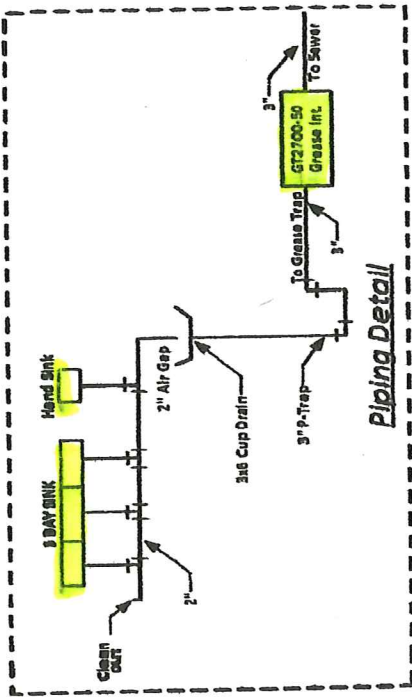 Clean
OUT
3 BAY SINK
Hand Sink
2"
2" Air Gap
3x6 Cup Drain
3" P-Trap
To Grease Trap
3"
GT2700-50
Grease Int.
3"
To Sewer
Piping Detail